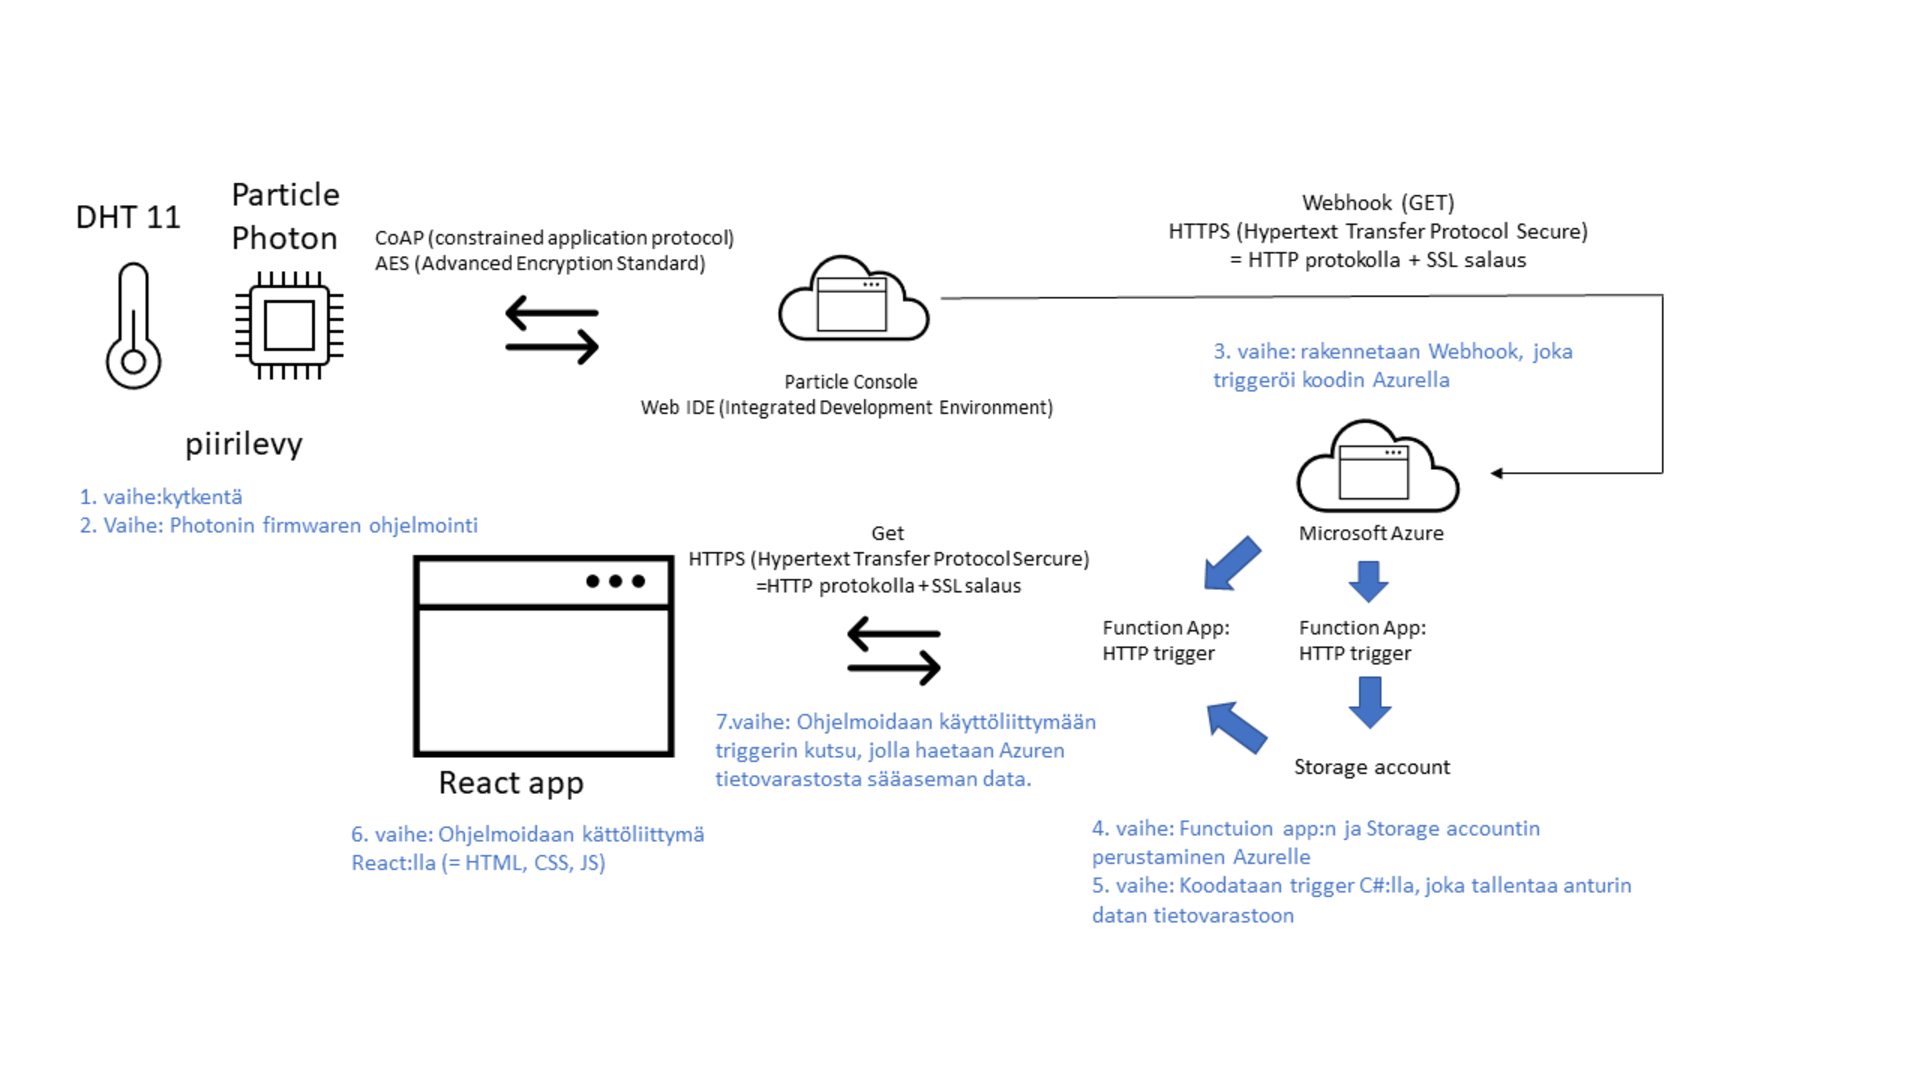 DHT 11
Particle
Photon
CoAP (constrained application protocol)
AES (Advanced Encryption Standard)
Webhook (GET)
HTTPS (Hypertext Transfer Protocol Secure)
= HTTP protokolla + SSL salaus
Particle Console
Web IDE (Integrated Development Environment)
3. vaihe: rakennetaan Webhook, joka
triggeröi koodin Azurella
piirilevy
1. vaihe:kytkentä
2. Vaihe: Photonin firmwaren ohjelmointi
Microsoft Azure
Get
HTTPS (Hypertext Transfer Protocol Sercure)
=HTTP protokolla + SSL salaus
Function App:
HTTP trigger
Function App:
HTTP trigger
7.vaihe: Ohjelmoidaan käyttöliittymään
triggerin kutsu, jolla haetaan Azuren
tietovarastosta sääaseman data.
Storage account
React app
6. vaihe: Ohjelmoidaan kättöliittymä
React:lla (= HTML, CSS, JS)
4. vaihe: Functuion app:n ja Storage accountin
perustaminen Azurelle
5. vaihe: Koodataan trigger C#:lla, joka tallentaa anturin
datan tietovarastoon